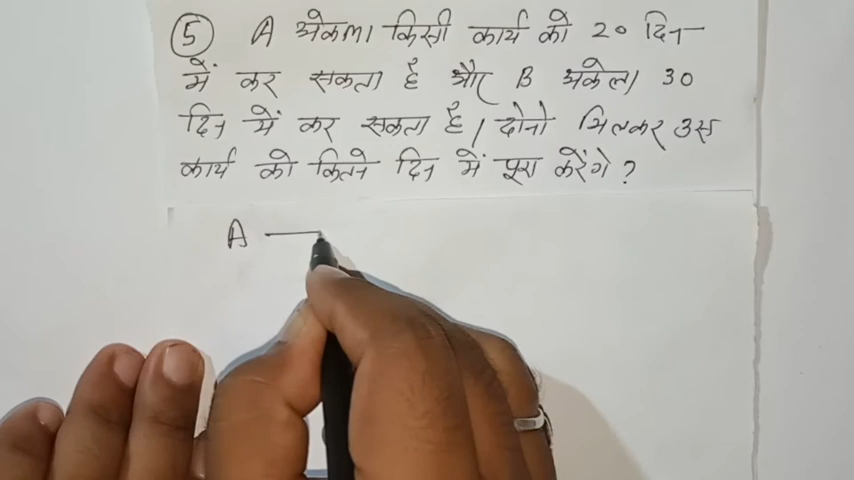 ⑤ A अकेला किसी कार्य को 20 दिन
में कर सकता है और B अकेला 30
दिन में कर सकता है। दोनो मिलकर उस
कार्य को कितने दिन में पूरा करेंगे ?
A —